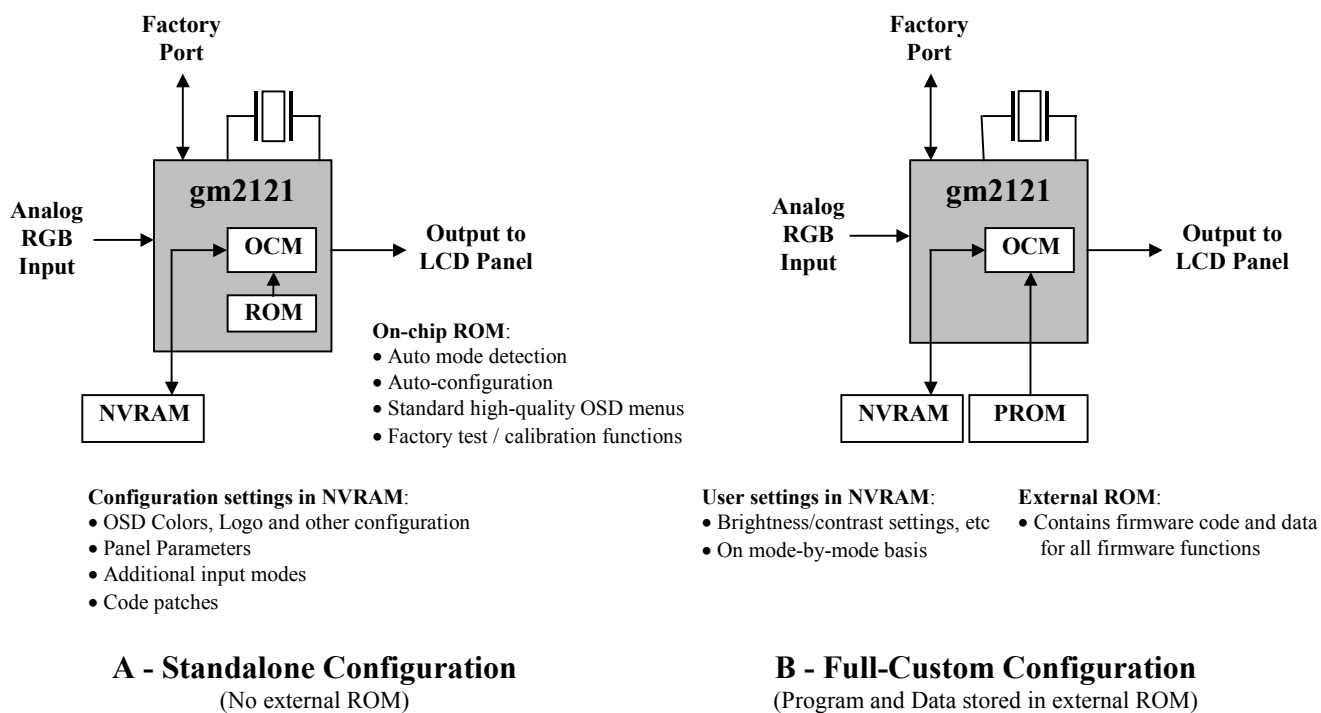 Factory
Port
gm2121
Analog
RGB
Input
OCM
ROM
Output to
LCD Panel
NVRAM
On-chip ROM:
• Auto mode detection
• Auto-configuration
• Standard high-quality OSD menus
• Factory test / calibration functions
Configuration settings in NVRAM:
• OSD Colors, Logo and other configuration
• Panel Parameters
• Additional input modes
• Code patches
A - Standalone Configuration
(No external ROM)
Factory
Port
gm2121
Analog
RGB
Input
OCM
Output to
LCD Panel
NVRAM
PROM
User settings in NVRAM:
• Brightness/contrast settings, etc
• On mode-by-mode basis
External ROM:
• Contains firmware code and data
for all firmware functions
B - Full-Custom Configuration
(Program and Data stored in external ROM)